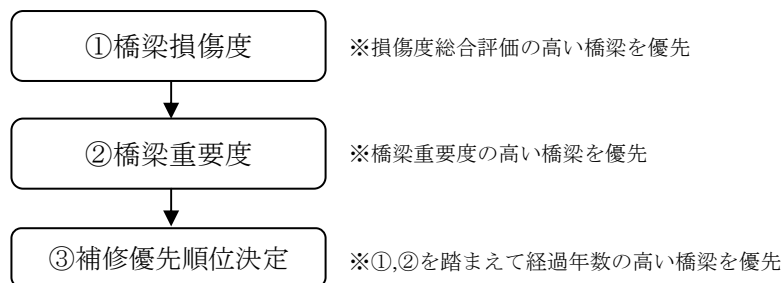 ①橋梁損傷度 ※損傷度総合評価の高い橋梁を優先
②橋梁重要度 ※橋梁重要度の高い橋梁を優先
③補修優先順位決定 ※①,②を踏まえて経過年数の高い橋梁を優先